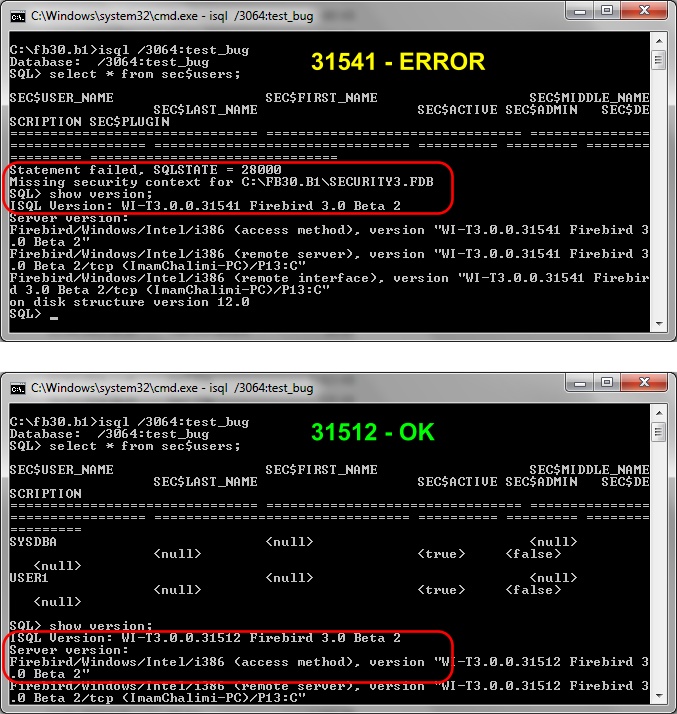 C:\Windows\system32\cmd.exe - isql /3064:test_bug
C:\fb30.b1>isql /3064:test_bug
Database:  /3064:test_bug
SQL> select * from sec$users;
31541 - ERROR
SEC$USER_NAME SEC$FIRST_NAME SEC$MIDDLE_NAME
SEC$LAST_NAME SEC$ACTIVE SEC$ADMIN SEC$DE
SCRIPTION SEC$PLUGIN
Statement failed, SQLSTATE = 28000
Missing security context for C:\FB30.B1\SECURITY3.FDB
SQL> show version;
ISQL Version: WI-T3.0.0.31541 Firebird 3.0 Beta 2
Server version:
Firebird/Windows/Intel/i386 (access method), version "WI-T3.0.0.31541 Firebird 3
.0 Beta 2"
Firebird/Windows/Intel/i386 (remote server), version "WI-T3.0.0.31541 Firebird 3
.0 Beta 2/tcp (ImamChalimi-PC)/P13:C"
Firebird/Windows/Intel/i386 (remote interface), version "WI-T3.0.0.31541 Firebir
d 3.0 Beta 2/tcp (ImamChalimi-PC)/P13:C"
on disk structure version 12.0
SQL> _
C:\Windows\system32\cmd.exe - isql /3064:test_bug
C:\fb30.b1>isql /3064:test_bug
Database:  /3064:test_bug
SQL> select * from sec$users;
31512 - OK
SEC$USER_NAME SEC$FIRST_NAME SEC$MIDDLE_NAME
SEC$LAST_NAME SEC$ACTIVE SEC$ADMIN SEC$DE
SCRIPTION
SYSDBA <null> <null>
<null> <true> <false>
<null>
USER1 <null> <null>
<null> <true> <false>
<null>
SQL> show version;
ISQL Version: WI-T3.0.0.31512 Firebird 3.0 Beta 2
Server version:
Firebird/Windows/Intel/i386 (access method), version "WI-T3.0.0.31512 Firebird 3
.0 Beta 2"
Firebird/Windows/Intel/i386 (remote server), version "WI-T3.0.0.31512 Firebird 3
.0 Beta 2/tcp (ImamChalimi-PC)/P13:C"